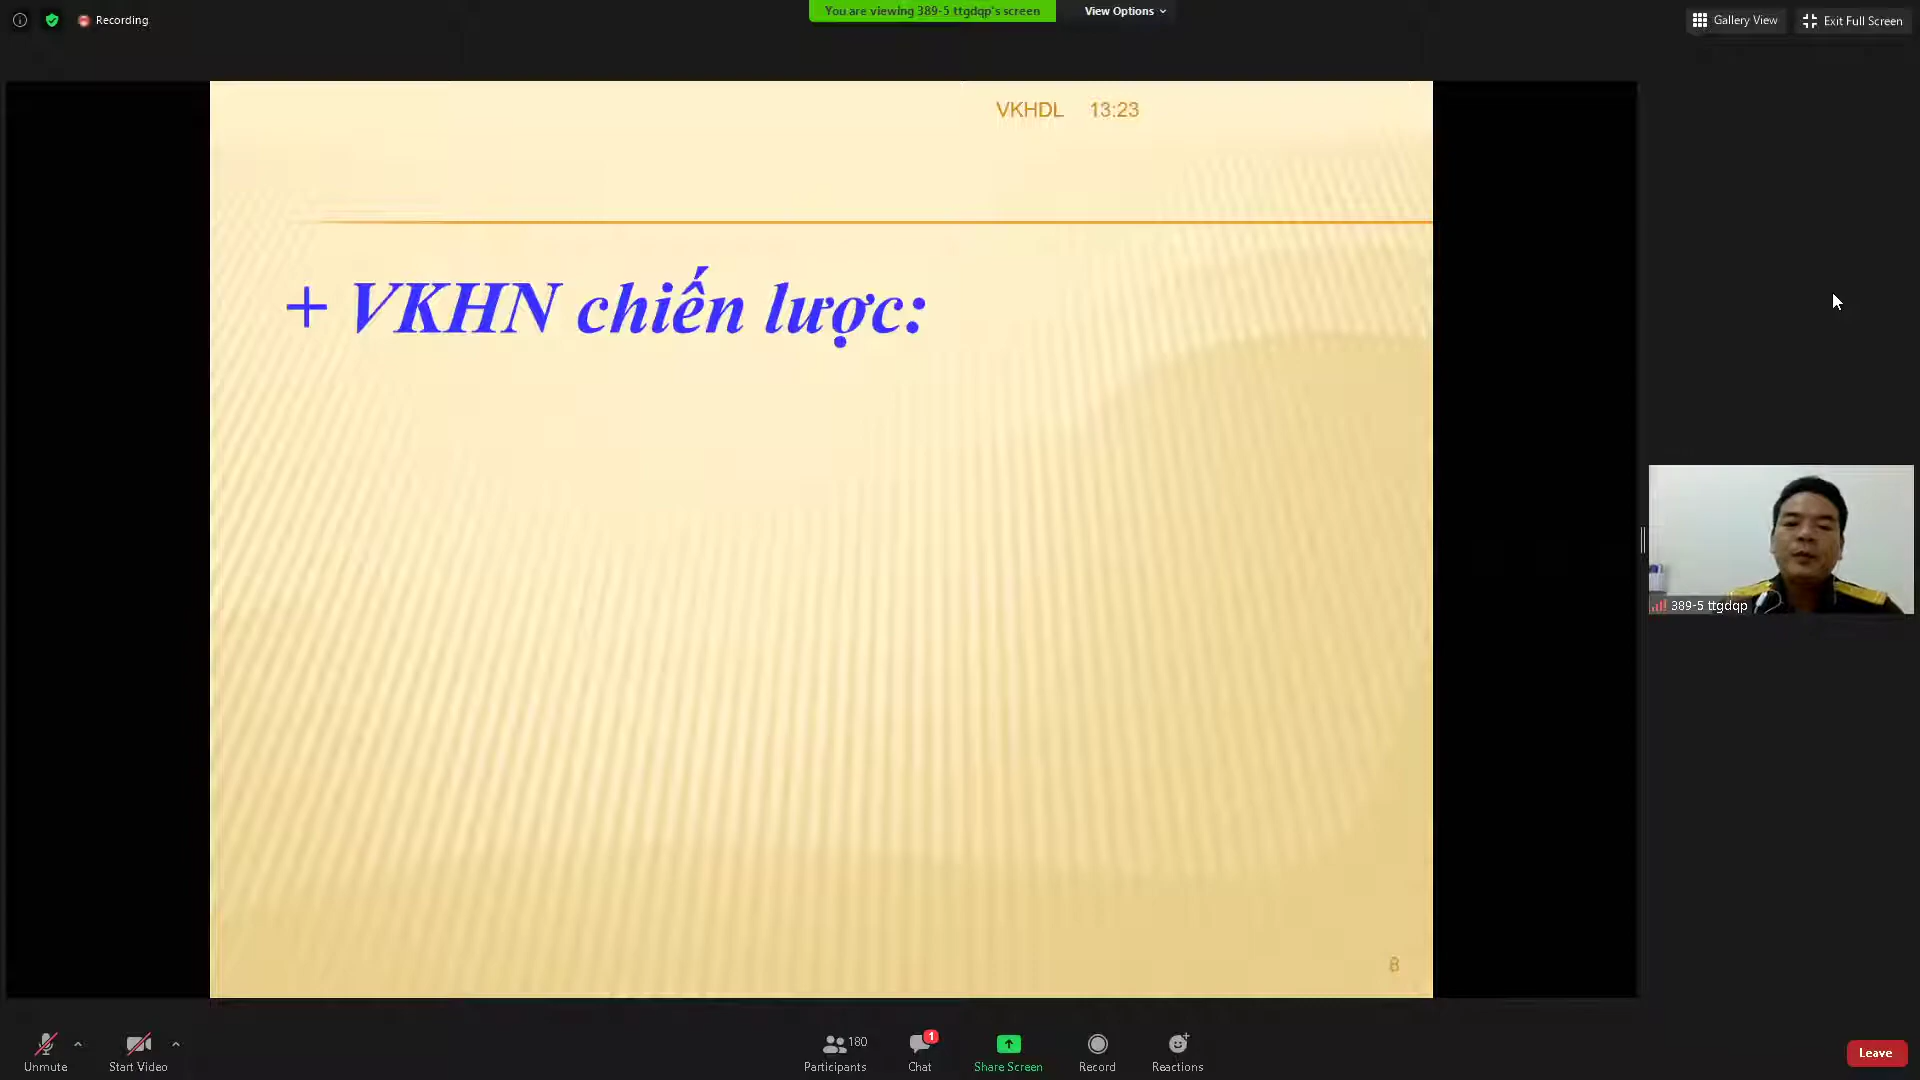 Recording
You are viewing 389-5 ttgdqp's screen
View Options
Gallery View
Exit Full Screen
VKHDL 13:23
+ VKHN chiến lược:
389-5 ttgdqp
8
Unmute
Start Video
180
Participants
1
Chat
Share Screen
Record
Reactions
Leave